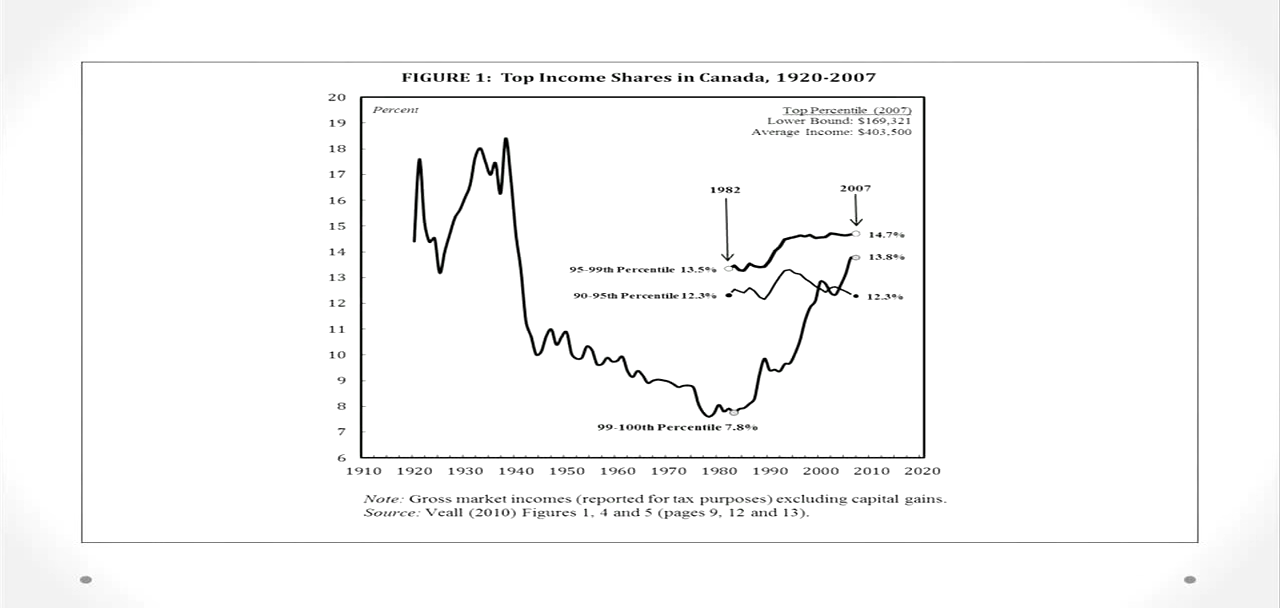 FIGURE 1: Top Income Shares in Canada, 1920-2007
20
Percent
Top Percentile (2007)
19
Lower Bound: $169,321
Average Income: $403,500
18
17
1982
2007
16
15
14.7%
14
13.8%
95-99th Percentile 13.5%
13
90-95th Percentile 12.3%
12.3%
12
11
10
9
8
99-100th Percentile 7.8%
7
6
1910 1920 1930 1940 1950 1960 1970 1980 1990 2000 2010 2020
Note: Gross market incomes (reported for tax purposes) excluding capital gains.
Source: Veall (2010) Figures 1, 4 and 5 (pages 9, 12 and 13).